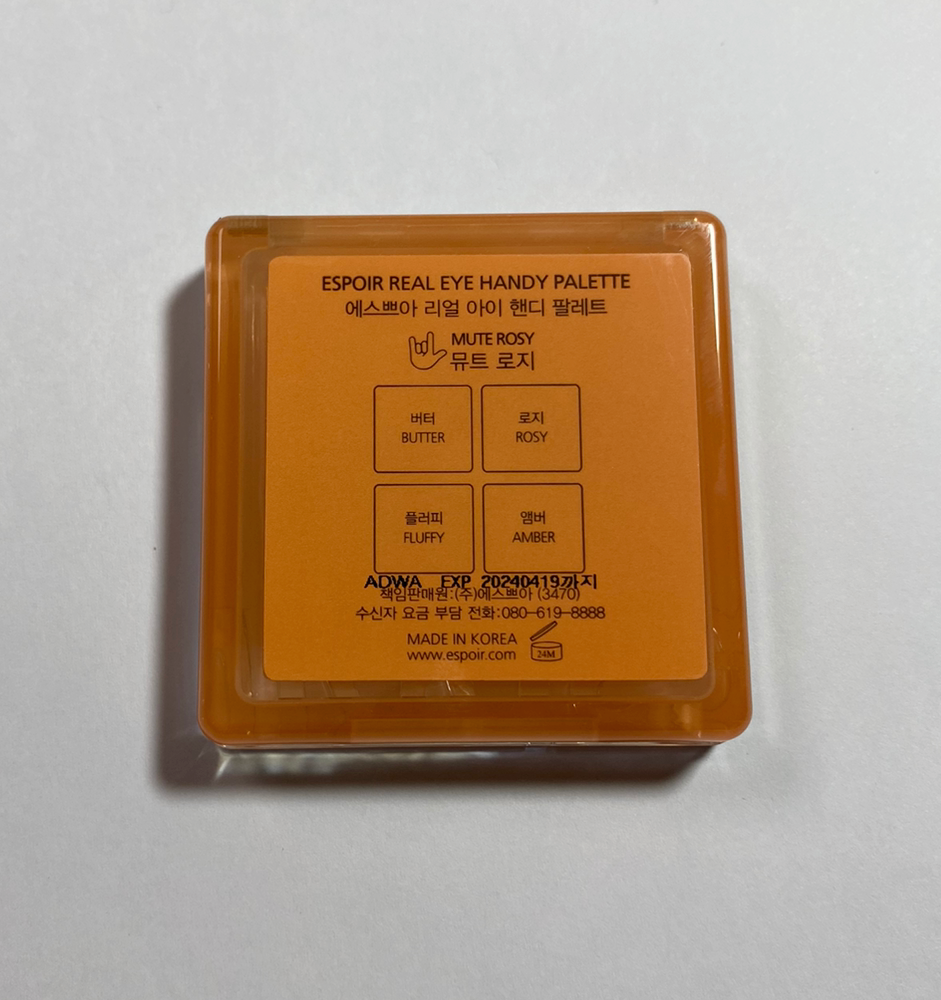 ESPOIR REAL EYE HANDY PALETTE
에스쁘아 리얼 아이 핸디 팔레트
MUTE ROSY
뮤트 로지
버터
BUTTER
로지
ROSY
플러피
FLUFFY
앰버
AMBER
ADWA EXP 20240419까지
책임판매원:(주)에스쁘아 (3470)
수신자 요금 부담 전화:080-619-8888
MADE IN KOREA
www.espoir.com
24M